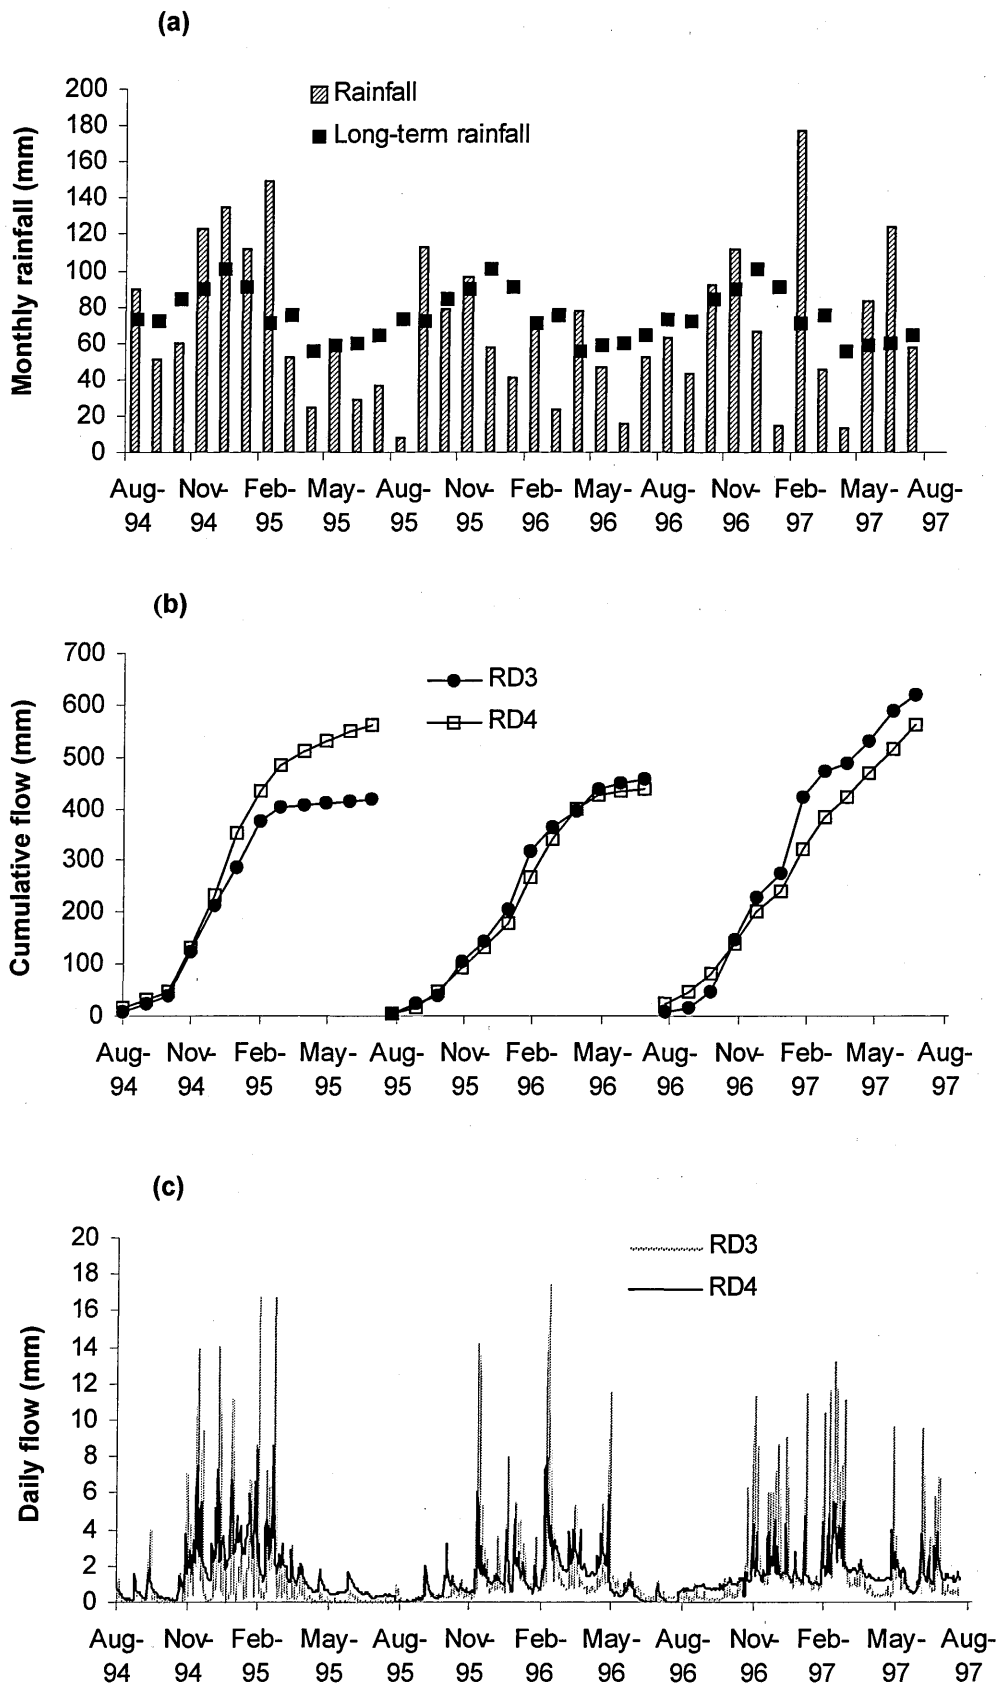 (a)
Monthly rainfall (mm)
200
180
160
140
120
100
80
60
40
20
0
Rainfall
Long-term rainfall
Aug- Nov- Feb- May- Aug- Nov- Feb- May- Aug- Nov- Feb- May- Aug-
94 94 95 95 95 95 96 96 96 96 97 97 97
(b)
Cumulative flow (mm)
700
600
500
400
300
200
100
0
RD3
RD4
Aug- Nov- Feb- May- Aug- Nov- Feb- May- Aug- Nov- Feb- May- Aug-
94 94 95 95 95 95 96 96 96 96 97 97 97
(c)
Daily flow (mm)
20
18
16
14
12
10
8
6
4
2
0
RD3
RD4
Aug- Nov- Feb- May- Aug- Nov- Feb- May- Aug- Nov- Feb- May- Aug-
94 94 95 95 95 95 96 96 96 96 97 97 97